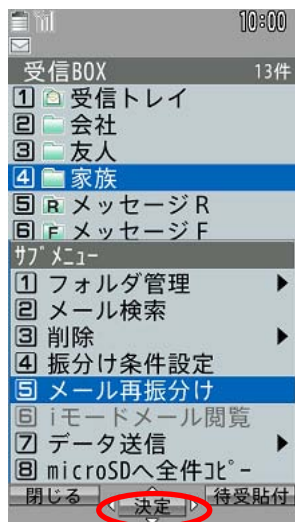 10:00
受信BOX 13件
1 受信トレイ
2 会社
3 友人
4 家族
5 R メッセージR
6 F メッセージF
ｻﾌﾞﾒﾆｭｰ
1 フォルダ管理
2 メール検索
3 削除
4 振分け条件設定
5 メール再振分け
6 iモードメール閲覧
7 データ送信
8 microSDへ全件ｺﾋﾟｰ
閉じる 決定 待受貼付